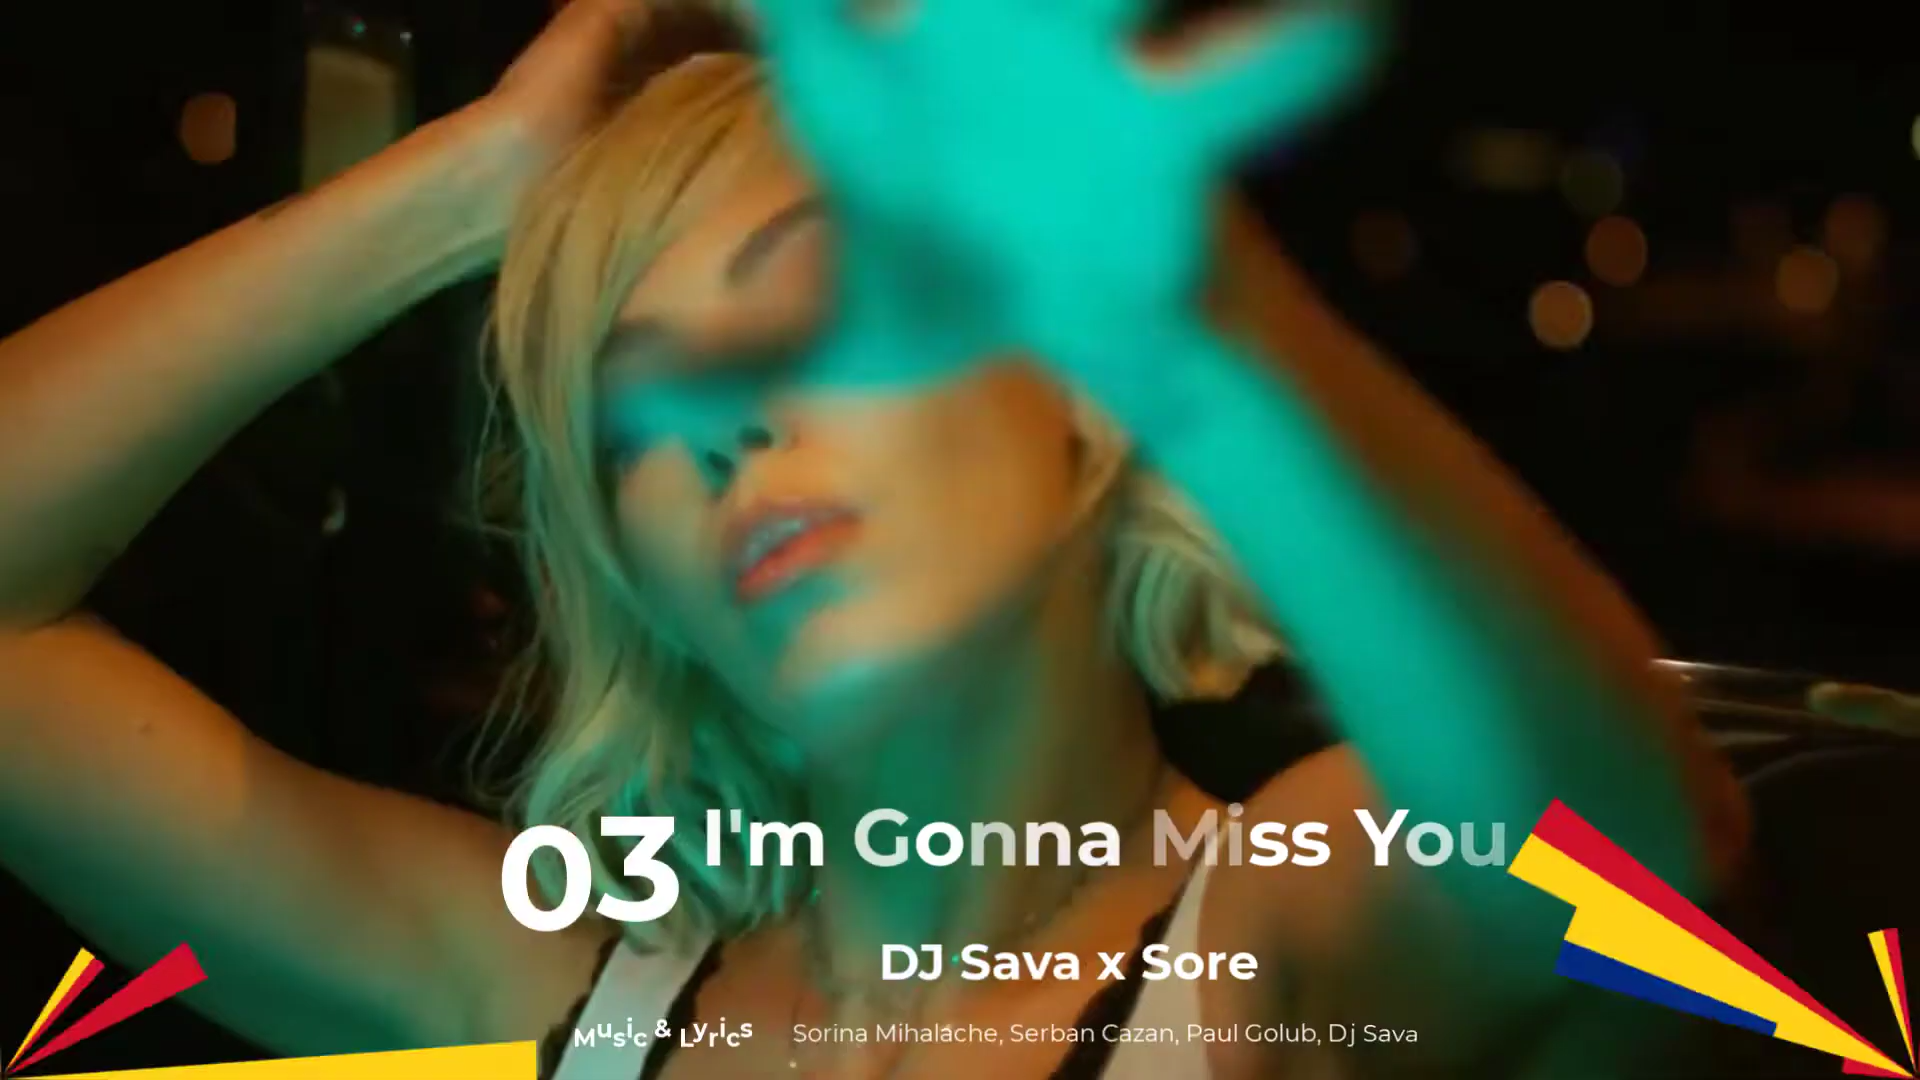 03 I'm Gonna Miss You
DJ Sava x Sore
Music & Lyrics Sorina Mihalache, Serban Cazan, Paul Golub, Dj Sava